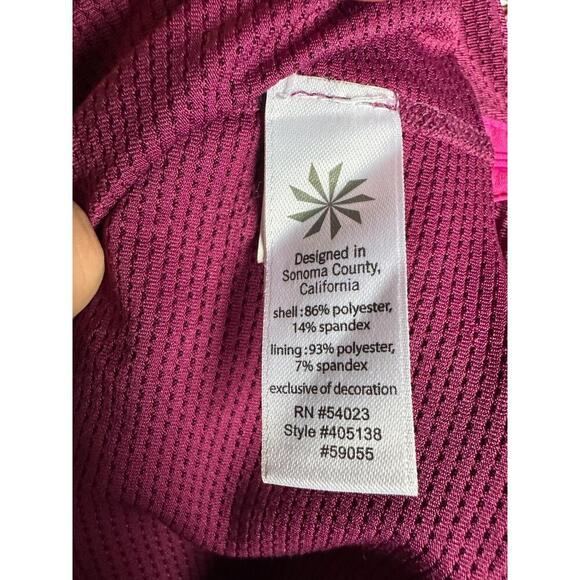 Designed in
Sonoma County,
California
shell :86% polyester,
14% spandex
lining :93% polyester,
7% spandex
exclusive of decoration
RN #54023
Style #405138
#59055